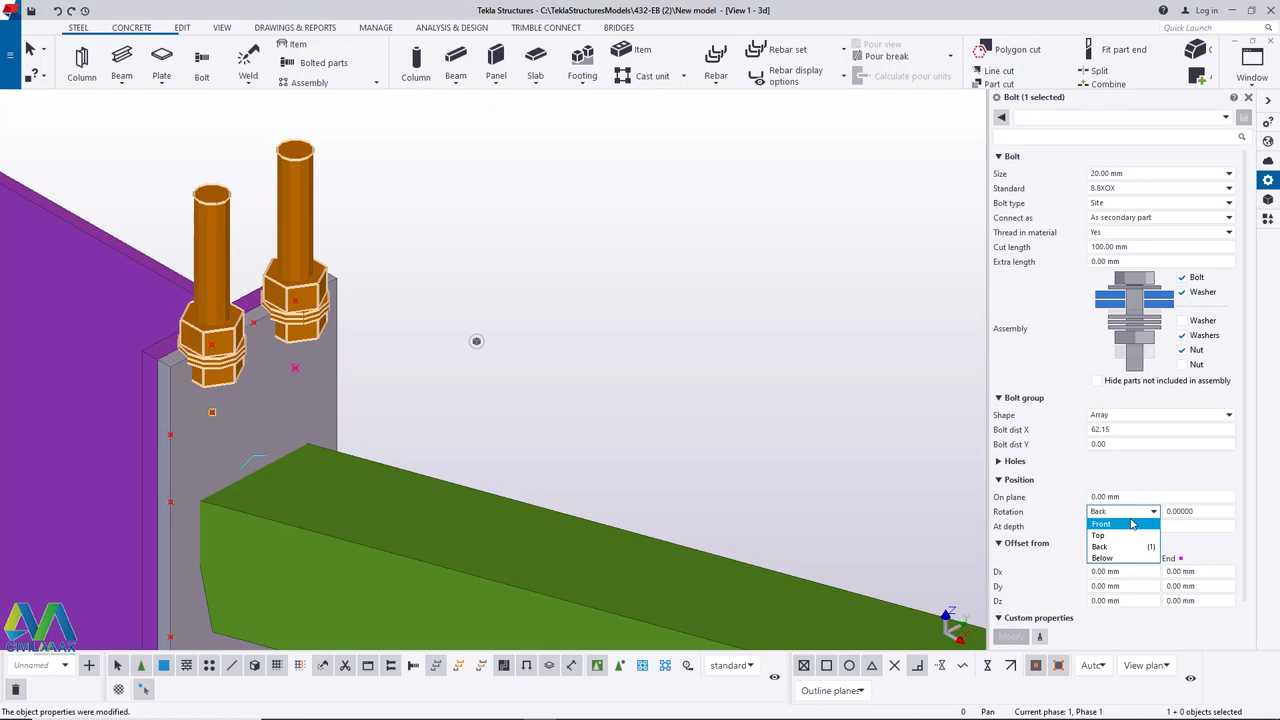 Tekla Structures - C:\TeklaStructuresModels\432-EB (2)\New model - [View 1 - 3d]
Log in
STEEL CONCRETE EDIT VIEW DRAWINGS & REPORTS MANAGE ANALYSIS & DESIGN TRIMBLE CONNECT BRIDGES
Quick Launch
Column Beam Plate Bolt Weld
Item
Bolted parts
Assembly
Column Beam Panel Slab Footing
Item
Cast unit
Rebar
Rebar set
Rebar display options
Pour view
Pour break
Calculate pour units
Polygon cut
Line cut
Part cut
Fit part end
Split
Combine
C
Window
Bolt (1 selected)
Bolt
Size 20.00 mm
Standard 8.8XOX
Bolt type Site
Connect as As secondary part
Thread in material Yes
Cut length 100.00 mm
Extra length 0.00 mm
Bolt
Washer
Assembly
Washer
Washers
Nut
Hide parts not included in assembly
Bolt group
Shape Array
Bolt dist X 62.15
Bolt dist Y 0.00
Holes
Position
On plane 0.00 mm
Rotation Back 0.00000
At depth
Front
Top
Back (1)
Below
Offset from
End
Dx 0.00 mm 0.00 mm
Dy 0.00 mm 0.00 mm
Dz 0.00 mm 0.00 mm
Custom properties
Modify
Z
CIVILMAAX
Unnamed
standard
Auto
View plan
Outline planes
The object properties were modified.
0 Pan Current phase: 1, Phase 1 1 + 0 objects selected